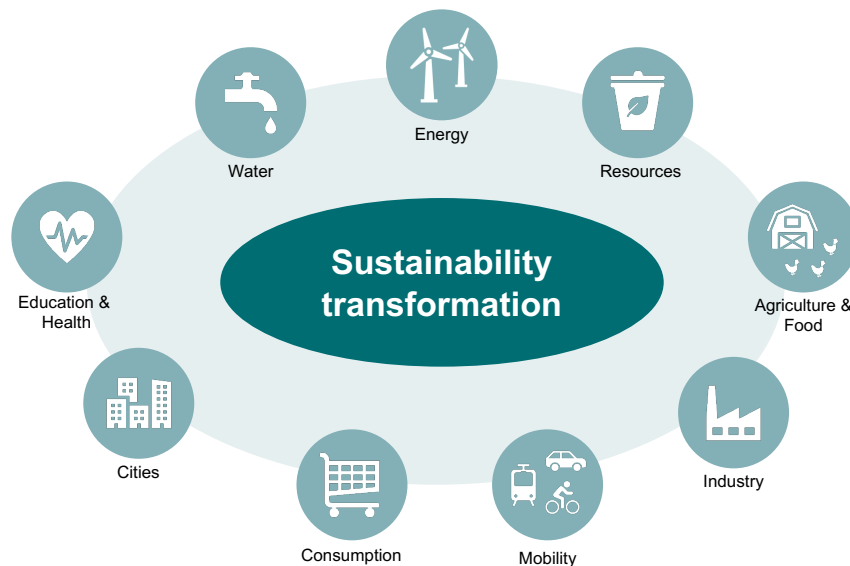 Energy
Water
Resources
Education &
Health
Sustainability
transformation
Agriculture &
Food
Cities
Industry
Consumption
Mobility